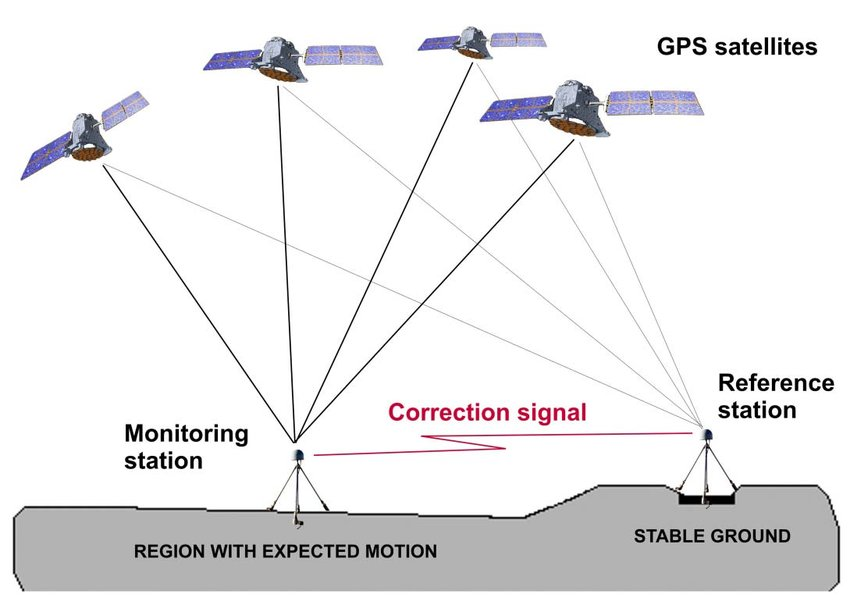 GPS satellites
Reference
station
Correction signal
Monitoring
station
STABLE GROUND
REGION WITH EXPECTED MOTION